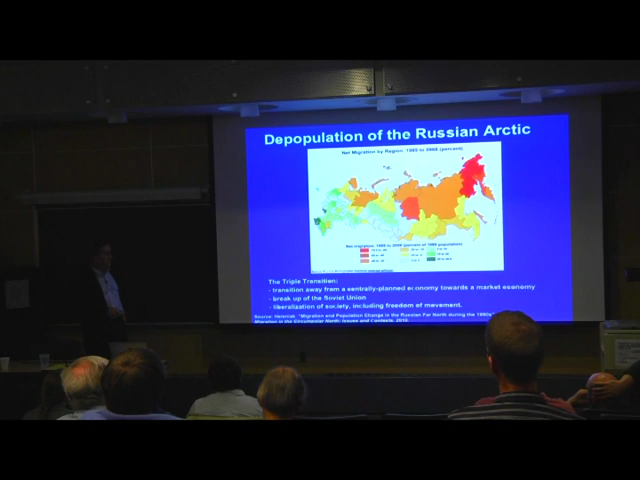 Depopulation of the Russian Arctic
Net Migration by Region, 1989 to 2006 (percent)
The Triple Transition:
- transition away from a centrally-planned economy towards a market economy
- break up of the Soviet Union
- liberalization of society, including freedom of movement.
Source: Heleniak "Migration and Population Change in the Russian Far North during the 1990s"
Migration in the Circumpolar North: Issues and Contexts, 2010.